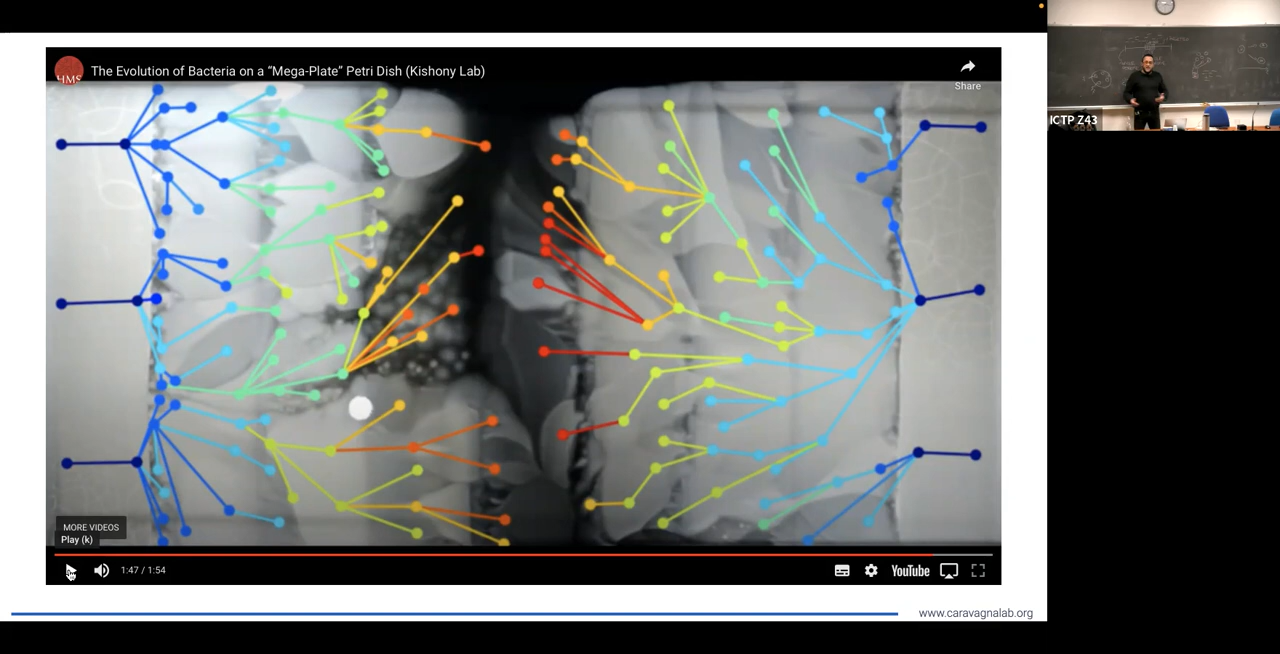 HMS
The Evolution of Bacteria on a “Mega-Plate” Petri Dish (Kishony Lab)
Share
ICTP Z43
MORE VIDEOS
Play (k)
1:47 / 1:54
YouTube
www.caravagnalab.org